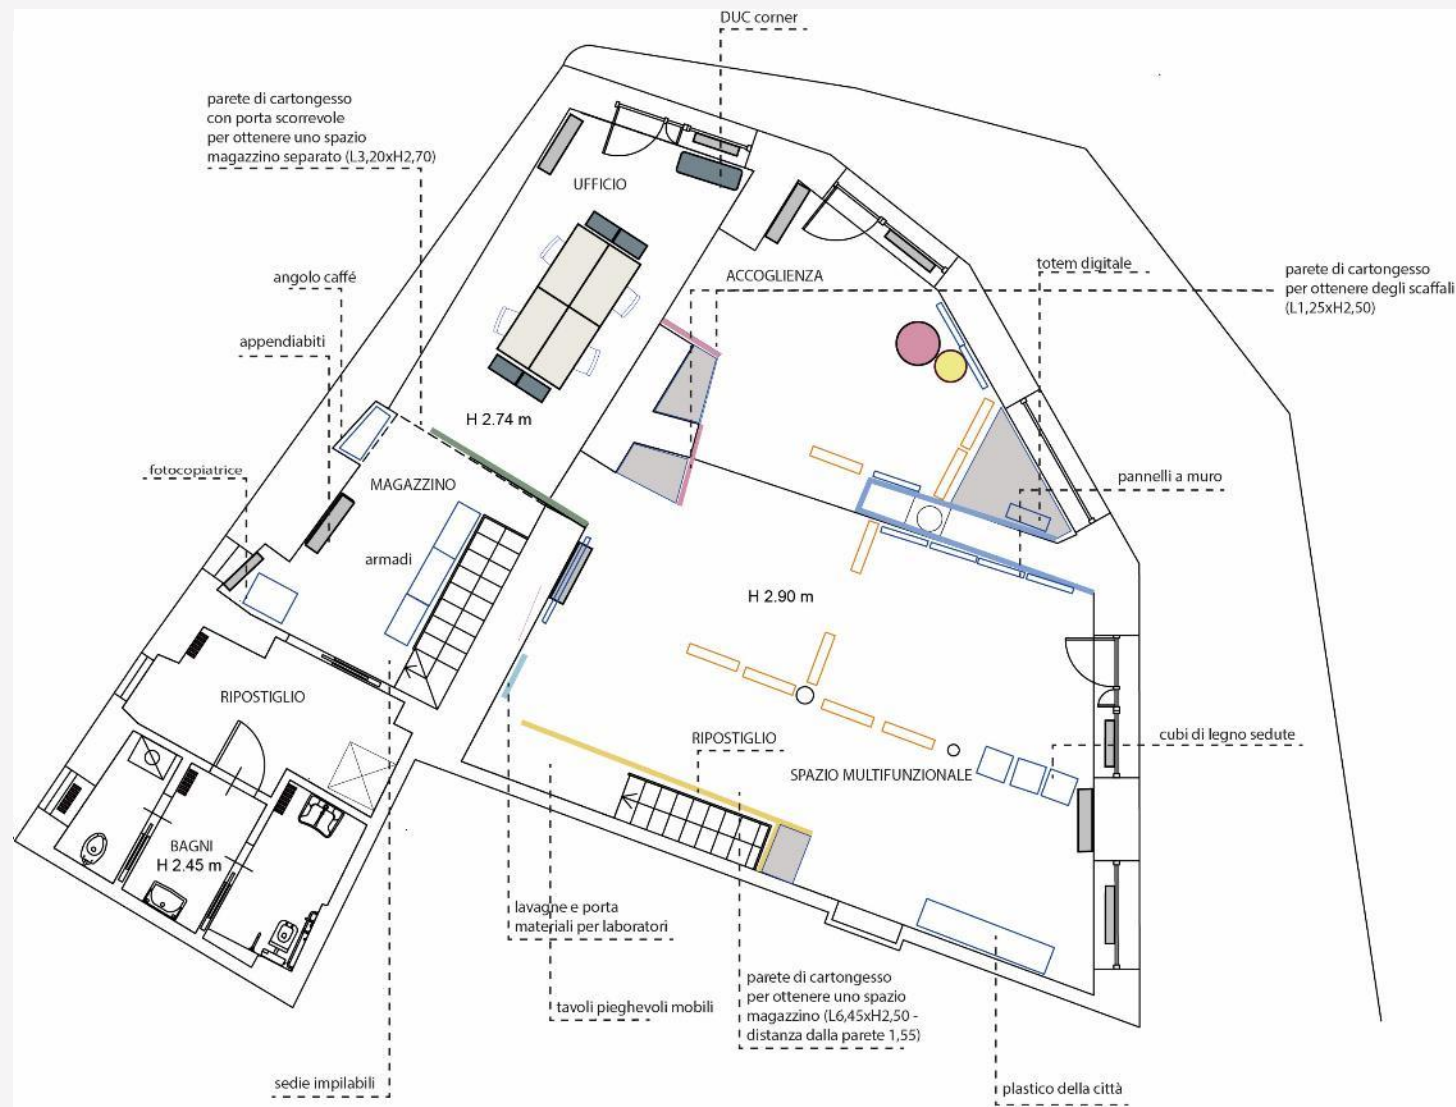 DUC corner
parete di cartongesso
con porta scorrevole
per ottenere uno spazio
magazzino separato (L3,20xH2,70)
UFFICIO
angolo caffé
ACCOGLIENZA
totem digitale
parete di cartongesso
per ottenere degli scaffali
(L1,25xH2,50)
appendiabiti
H 2.74 m
fotocopiatrice
MAGAZZINO
pannelli a muro
armadi
H 2.90 m
RIPOSTIGLIO
RIPOSTIGLIO
cubi di legno sedute
SPAZIO MULTIFUNZIONALE
BAGNI
H 2.45 m
lavagne e porta
materiali per laboratori
parete di cartongesso
per ottenere uno spazio
magazzino (L6,45xH2,50 -
distanza dalla parete 1,55)
tavoli pieghevoli mobili
sedie impilabili
plastico della città